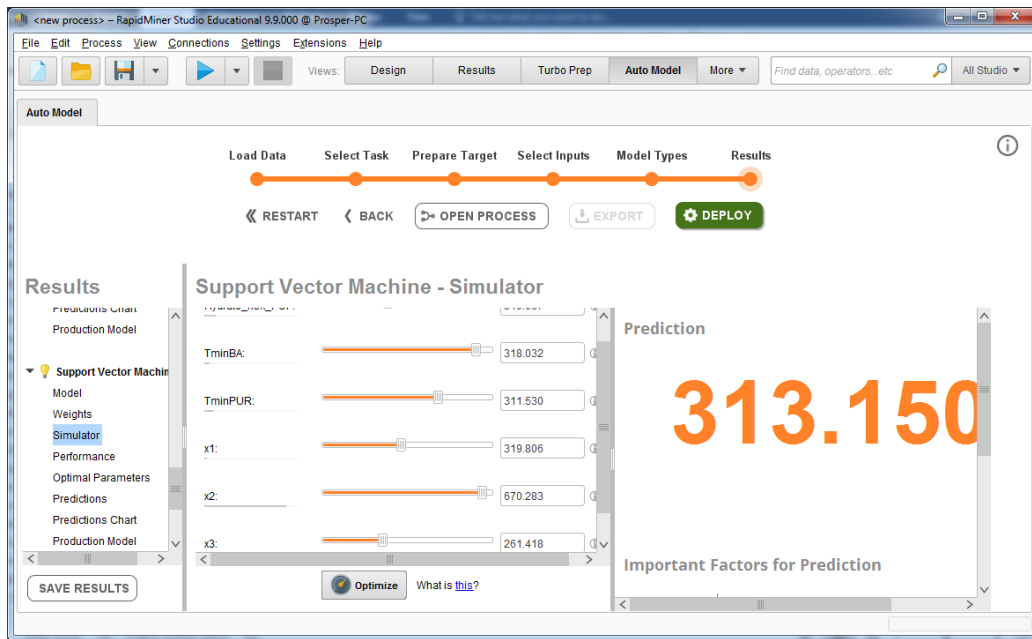 <new process> – RapidMiner Studio Educational 9.9.000 @ Prosper-PC
File Edit Process View Connections Settings Extensions Help
Views: Design Results Turbo Prep Auto Model More Find data, operators...etc All Studio
Auto Model
Load Data Select Task Prepare Target Select Inputs Model Types Results
RESTART BACK OPEN PROCESS EXPORT DEPLOY
Results
Predictions Chart
Production Model
Support Vector Machin
Model
Weights
Simulator
Performance
Optimal Parameters
Predictions
Predictions Chart
Production Model
SAVE RESULTS
Support Vector Machine - Simulator
TminBA: 318.032
TminPUR: 311.530
x1: 319.806
x2: 670.283
x3: 261.418
Optimize What is this?
Prediction
313.150
Important Factors for Prediction